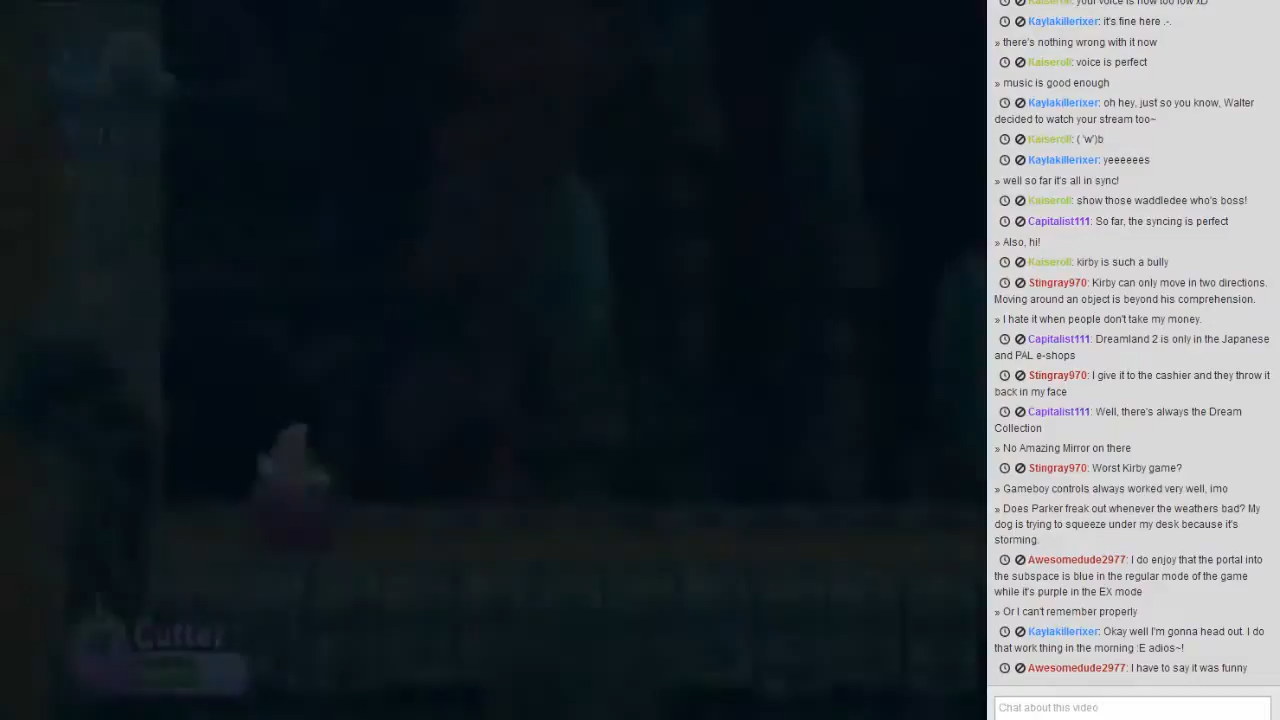 Kaiseroll: your voice is now too low xD
Kaylakillerixer: it's fine here .-.
» there's nothing wrong with it now
Kaiseroll: voice is perfect
» music is good enough
Kaylakillerixer: oh hey, just so you know, Walter
decided to watch your stream too~
Kaiseroll: ( 'w')b
Kaylakillerixer: yeeeeees
» well so far it's all in sync!
Kaiseroll: show those waddledee who's boss!
Capitalist111: So far, the syncing is perfect
» Also, hi!
Kaiseroll: kirby is such a bully
Stingray970: Kirby can only move in two directions.
Moving around an object is beyond his comprehension.
» I hate it when people don't take my money.
Capitalist111: Dreamland 2 is only in the Japanese
and PAL e-shops
Stingray970: I give it to the cashier and they throw it
back in my face
Capitalist111: Well, there's always the Dream
Collection
» No Amazing Mirror on there
Stingray970: Worst Kirby game?
» Gameboy controls always worked very well, imo
» Does Parker freak out whenever the weathers bad? My
dog is trying to squeeze under my desk because it's
storming.
Awesomedude2977: I do enjoy that the portal into
the subspace is blue in the regular mode of the game
while it's purple in the EX mode
» Or I can't remember properly
Kaylakillerixer: Okay well I'm gonna head out. I do
that work thing in the morning :E adios~!
Awesomedude2977: I have to say it was funny
Chat about this video
Cutter